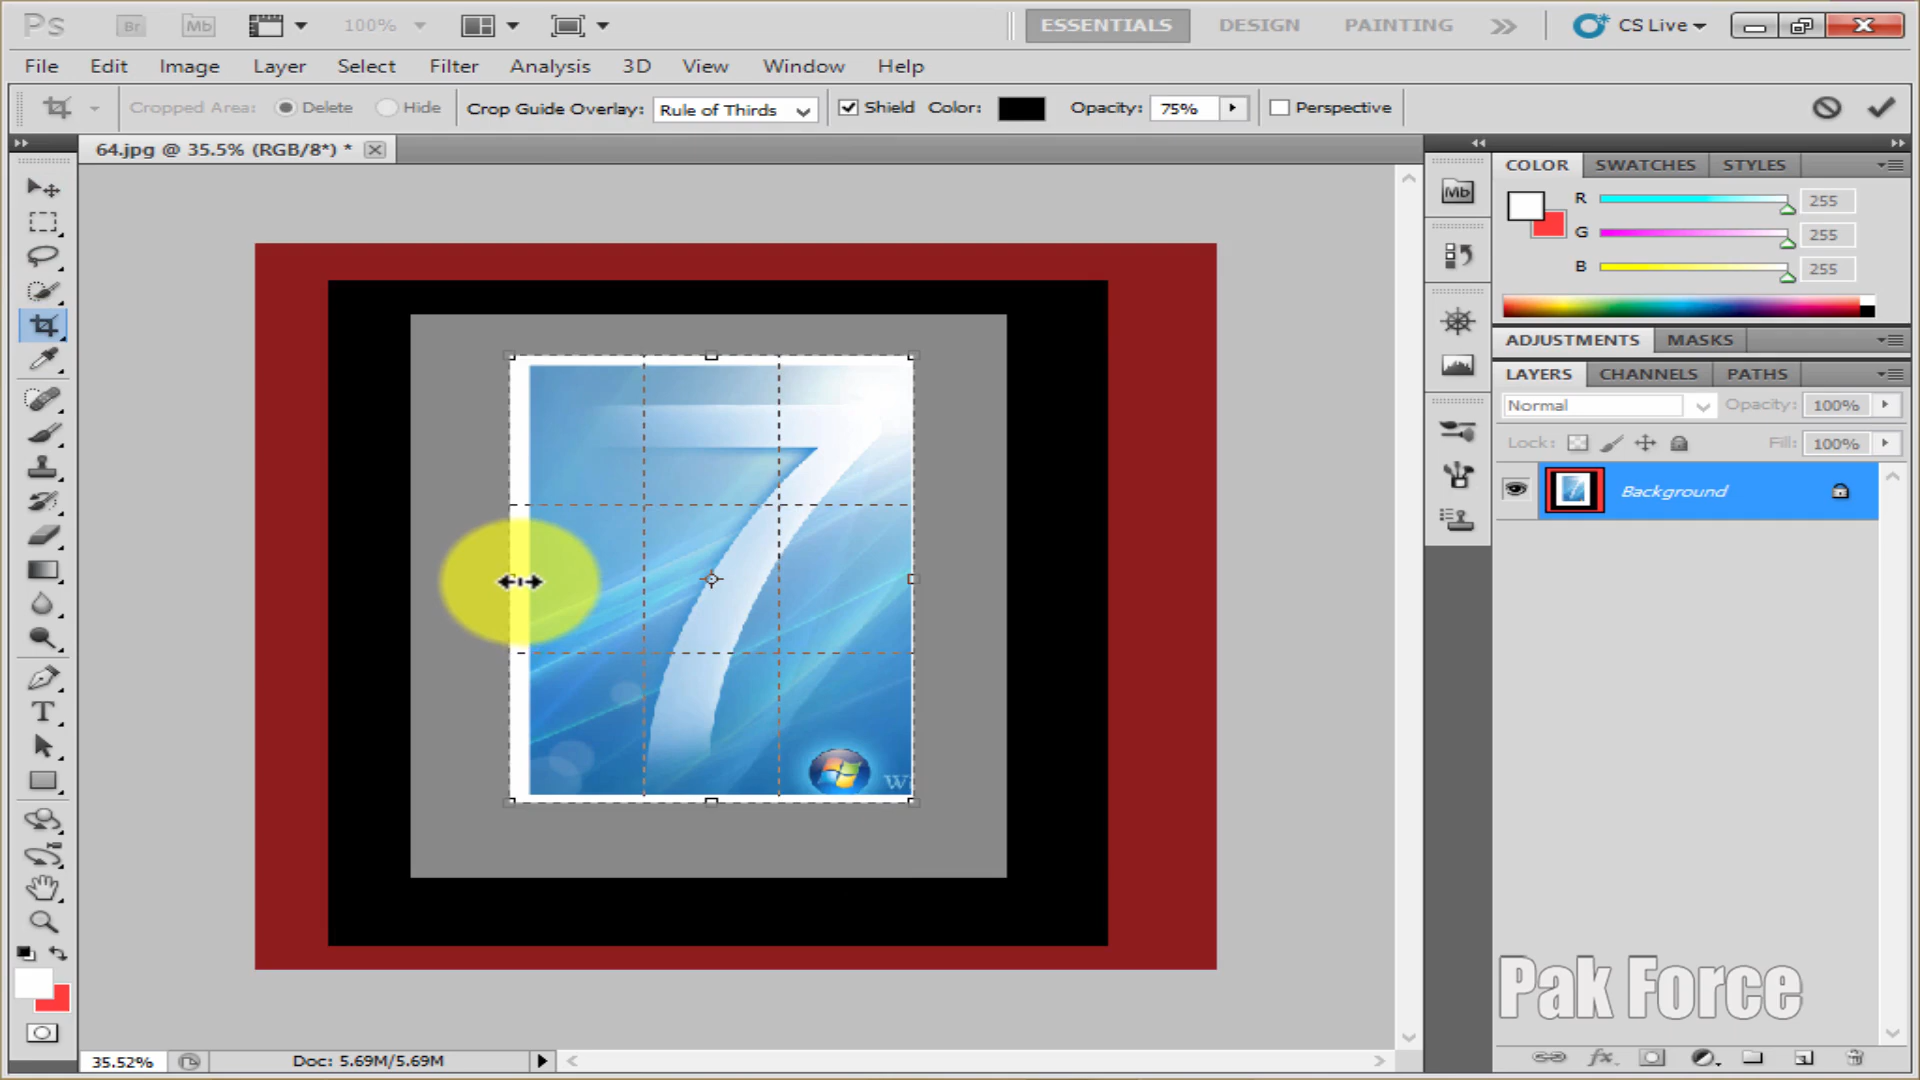 Ps Br Mb 100% ESSENTIALS DESIGN PAINTING CS Live
File Edit Image Layer Select Filter Analysis 3D View Window Help
Cropped Area: Delete Hide Crop Guide Overlay: Rule of Thirds Shield Color: Opacity: 75% Perspective
64.jpg @ 35.5% (RGB/8*) *
COLOR SWATCHES STYLES
Mb
R 255
G 255
B 255
ADJUSTMENTS MASKS
LAYERS CHANNELS PATHS
Normal Opacity: 100%
Lock: Fill: 100%
Background
7
W
T
Pak Force
35.52% Doc: 5.69M/5.69M
fx